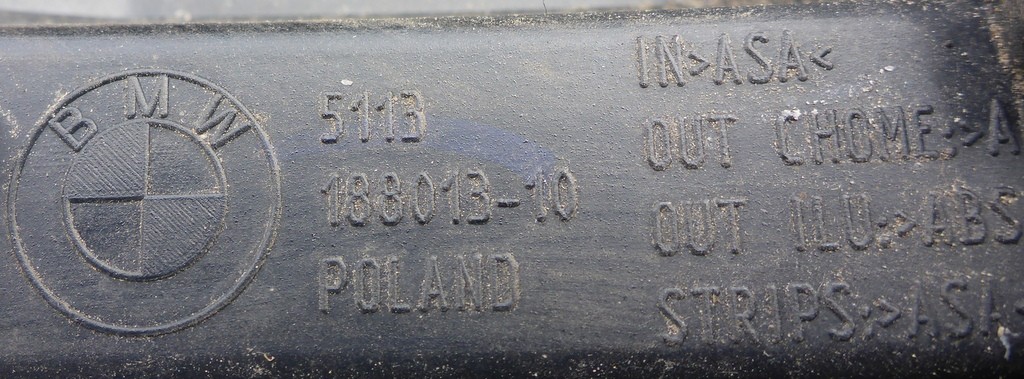 BMW
5113
188013-10
POLAND
IN>ASA<
OUT CHOME:>A
OUT ILU:>ABS
STRIPS:>ASA<